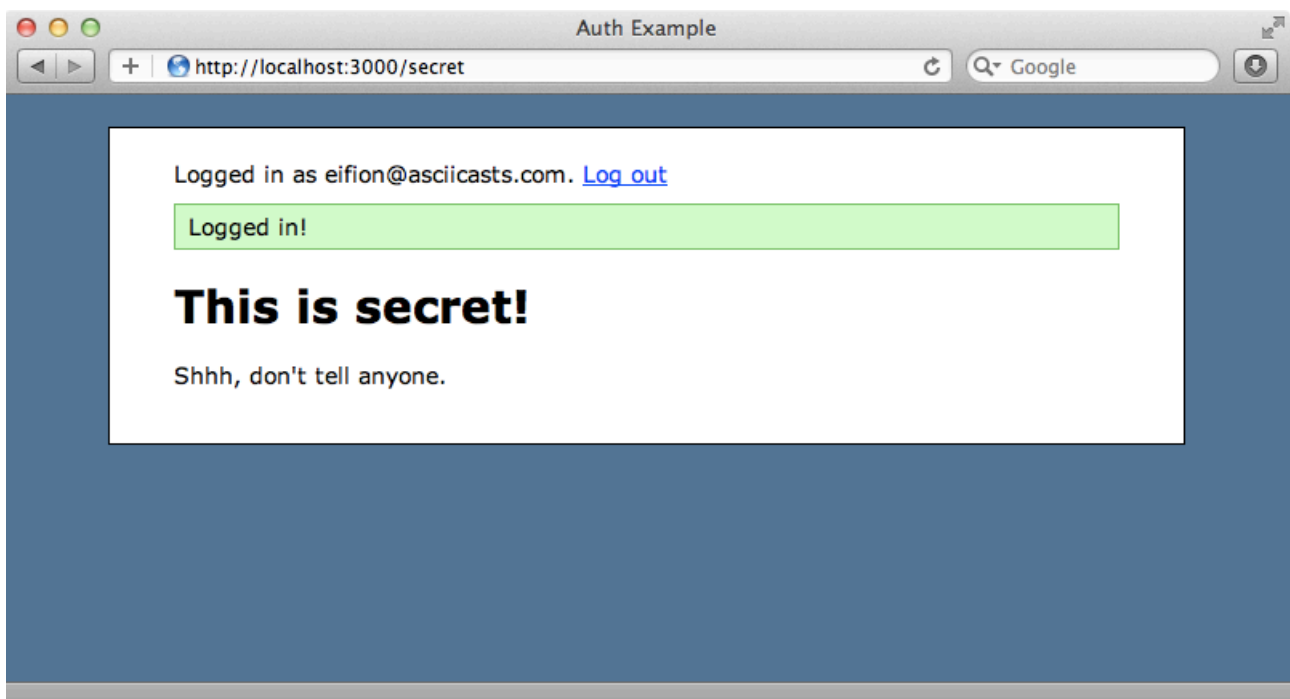 Auth Example
http://localhost:3000/secret
Google
Logged in as eifion@asciicasts.com. Log out
Logged in!
This is secret!
Shhh, don't tell anyone.